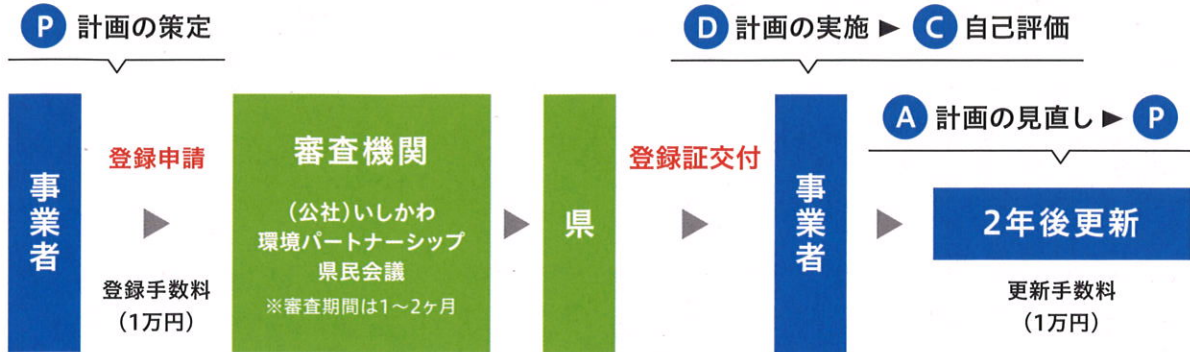 P 計画の策定
D 計画の実施 ▶ C 自己評価
A 計画の見直し ▶ P
事業者
登録申請
登録手数料
（1万円）
審査機関
（公社）いしかわ
環境パートナーシップ
県民会議
※審査期間は1～2ヶ月
県
登録証交付
事業者
2年後更新
更新手数料
（1万円）